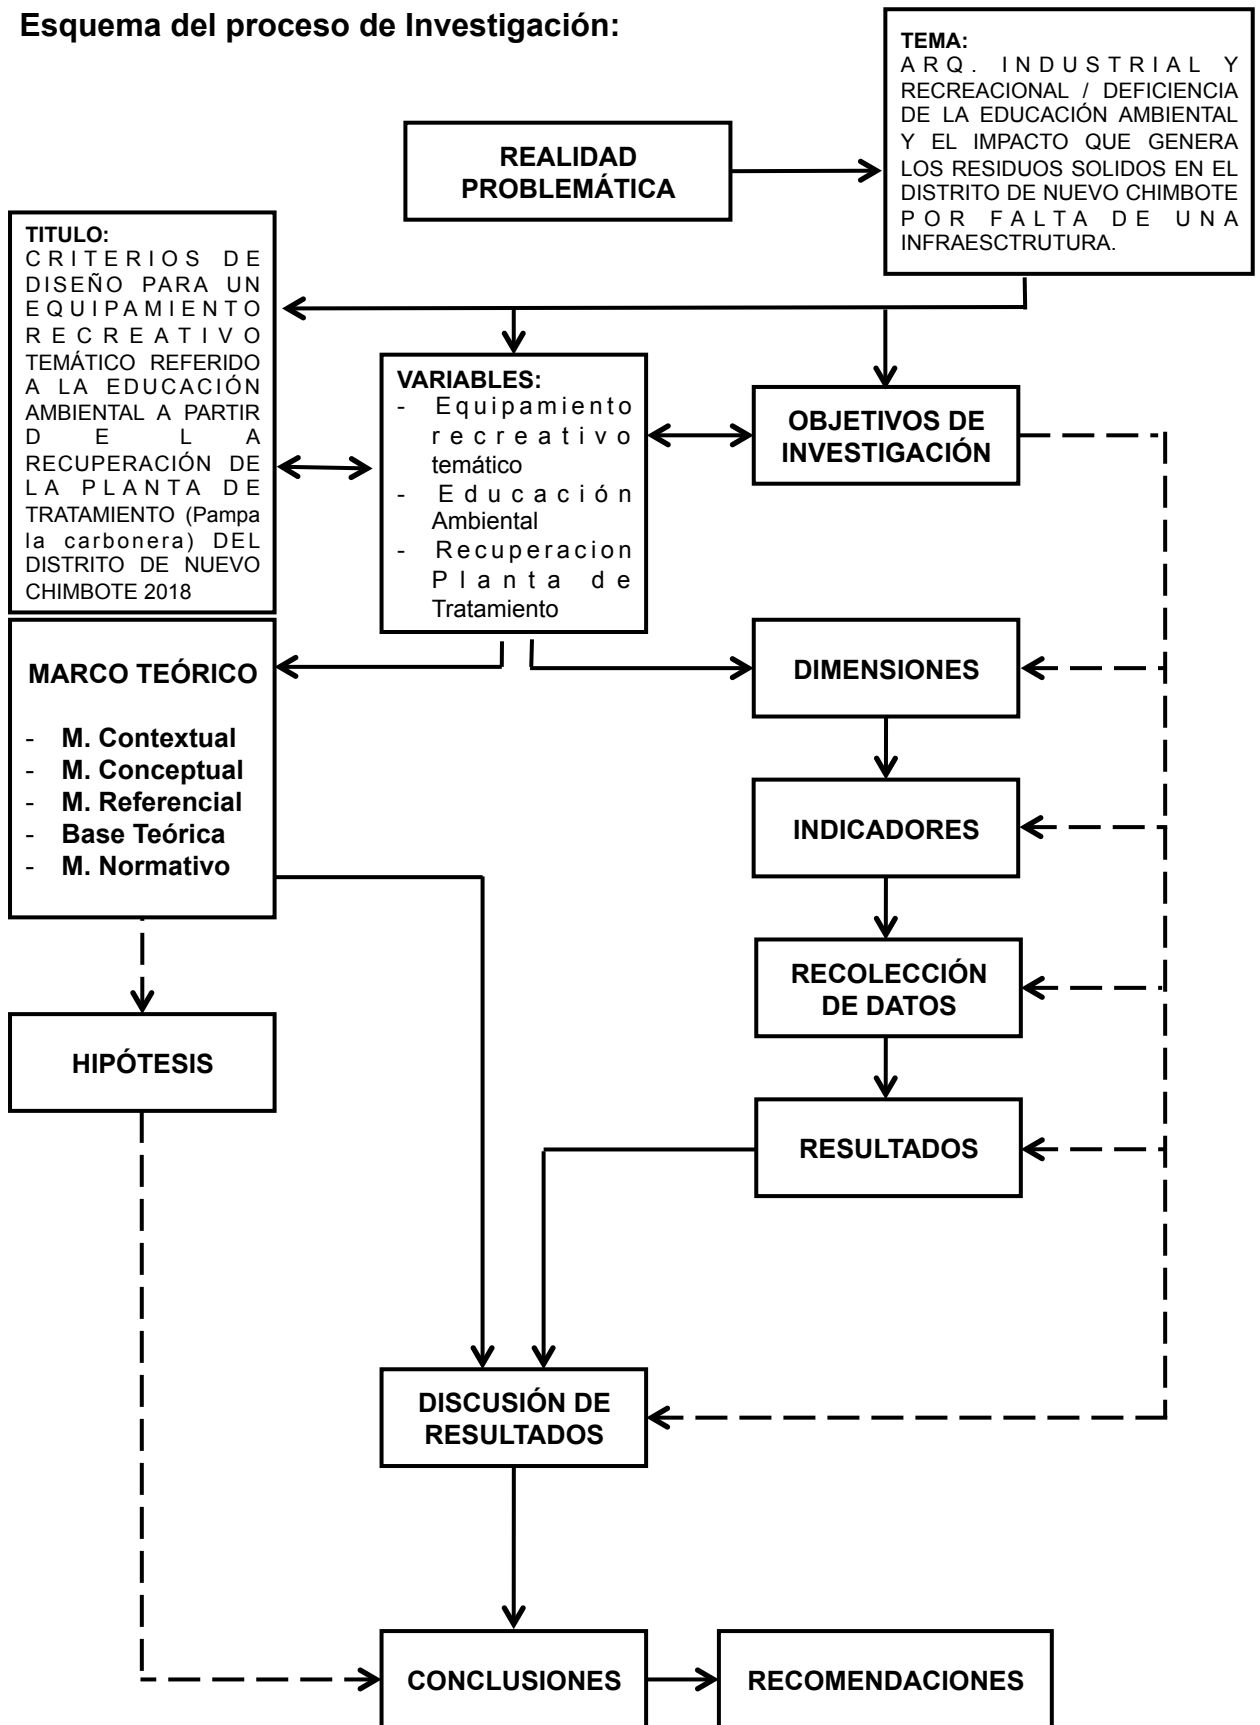 Esquema del proceso de Investigación:
TEMA:
ARQ. INDUSTRIAL Y
RECREACIONAL / DEFICIENCIA
DE LA EDUCACIÓN AMBIENTAL
Y EL IMPACTO QUE GENERA
LOS RESIDUOS SOLIDOS EN EL
DISTRITO DE NUEVO CHIMBOTE
POR FALTA DE UNA
INFRAESCTRUTURA.
REALIDAD
PROBLEMÁTICA
TITULO:
CRITERIOS DE
DISEÑO PARA UN
EQUIPAMIENTO
RECREATIVO
TEMÁTICO REFERIDO
A LA EDUCACIÓN
AMBIENTAL A PARTIR
DE LA
RECUPERACIÓN DE
LA PLANTA DE
TRATAMIENTO (Pampa
la carbonera) DEL
DISTRITO DE NUEVO
CHIMBOTE 2018
VARIABLES:
- Equipamiento
recreativo
temático
- Educación
Ambiental
- Recuperacion
Planta de
Tratamiento
OBJETIVOS DE
INVESTIGACIÓN
MARCO TEÓRICO
- M. Contextual
- M. Conceptual
- M. Referencial
- Base Teórica
- M. Normativo
DIMENSIONES
INDICADORES
RECOLECCIÓN
DE DATOS
HIPÓTESIS
RESULTADOS
DISCUSIÓN DE
RESULTADOS
CONCLUSIONES
RECOMENDACIONES